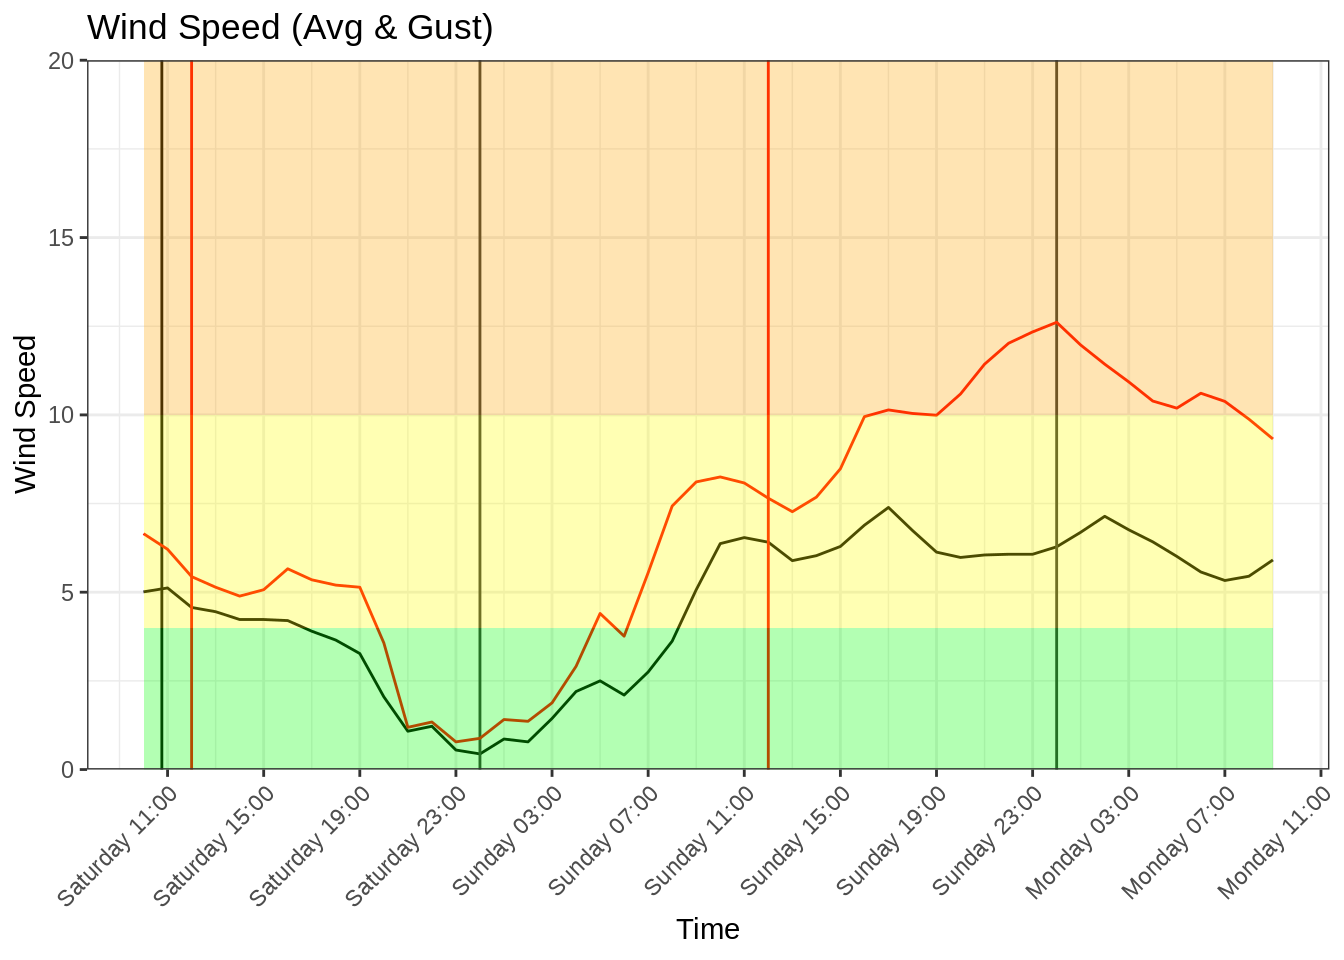 Wind Speed (Avg & Gust)
20
15
10
5
0
Wind Speed
Saturday 11:00
Saturday 15:00
Saturday 19:00
Saturday 23:00
Sunday 03:00
Sunday 07:00
Sunday 11:00
Sunday 15:00
Sunday 19:00
Sunday 23:00
Monday 03:00
Monday 07:00
Monday 11:00
Time